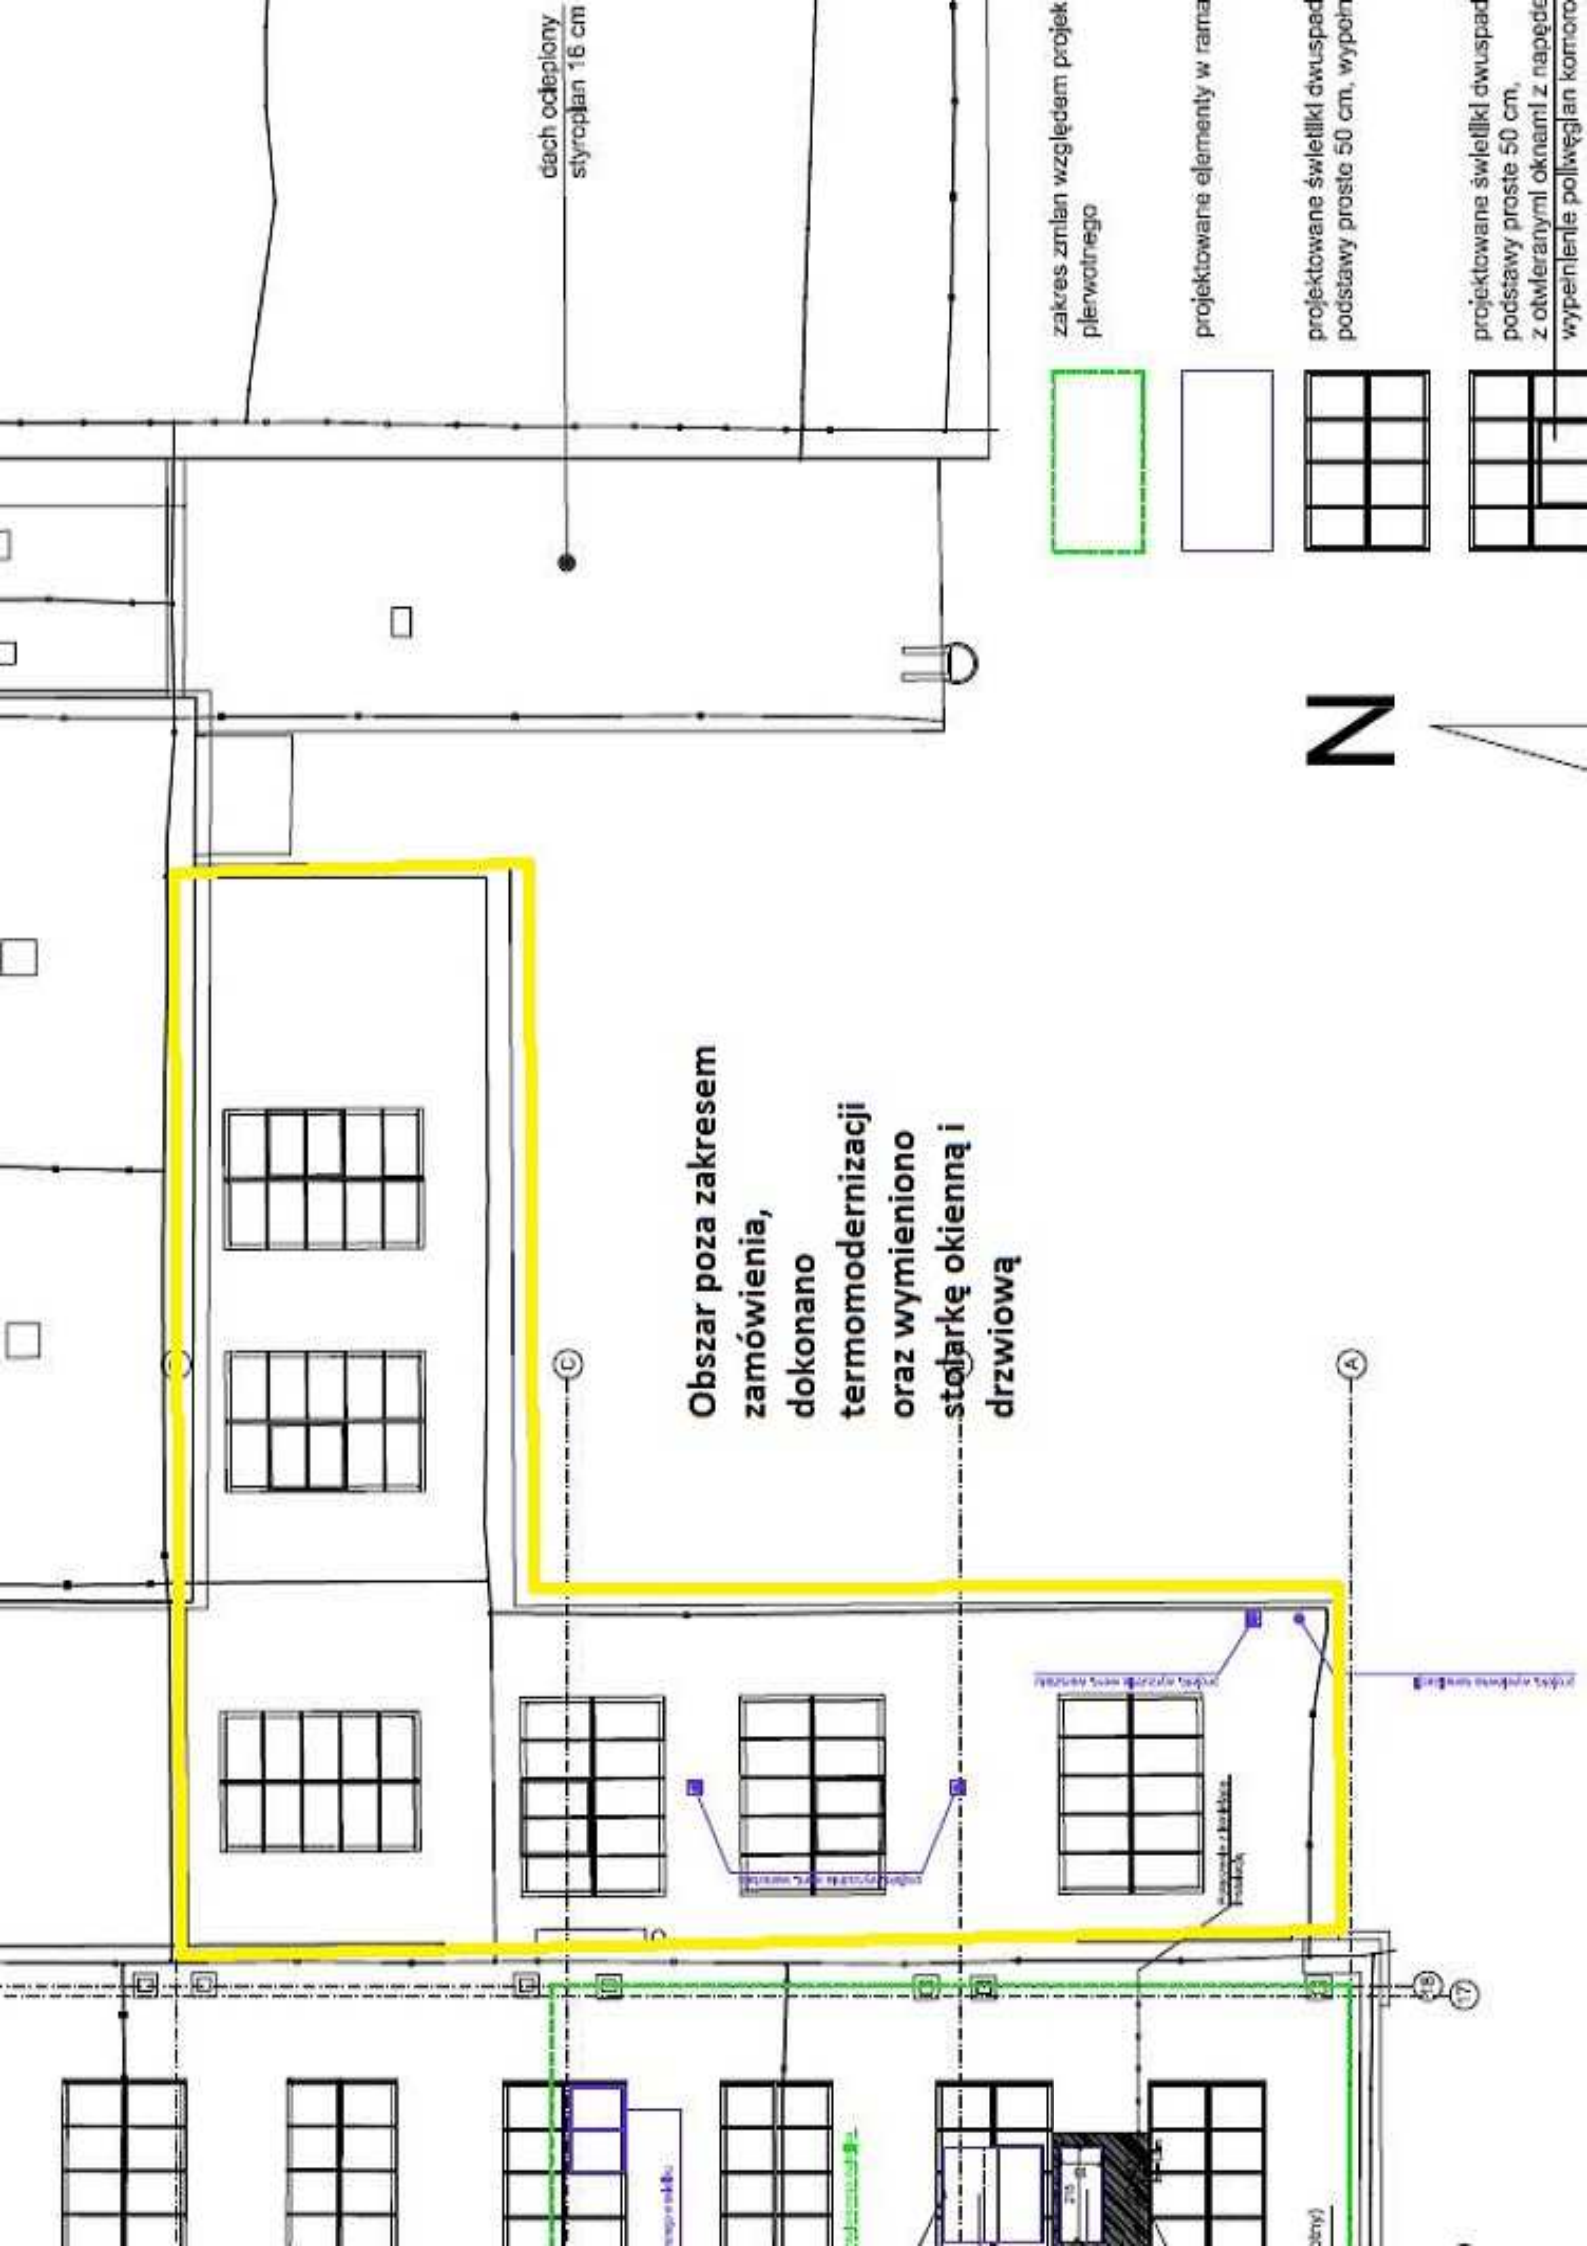 dach ocieplony
styropian 16 cm
zakres zmian względem projek
pierwotnego
projektowane elementy w rama
projektowane świetliki dwuspad
podstawy proste 50 cm, wypełn
projektowane świetliki dwuspad
podstawy proste 50 cm,
z otwieranymi oknami z napęde
wypełnienie poliwęglan komoro
N
Obszar poza zakresem
zamówienia,
dokonano
termomodernizacji
oraz wymieniono
stolarkę okienną i
drzwiową
C
A
18
17